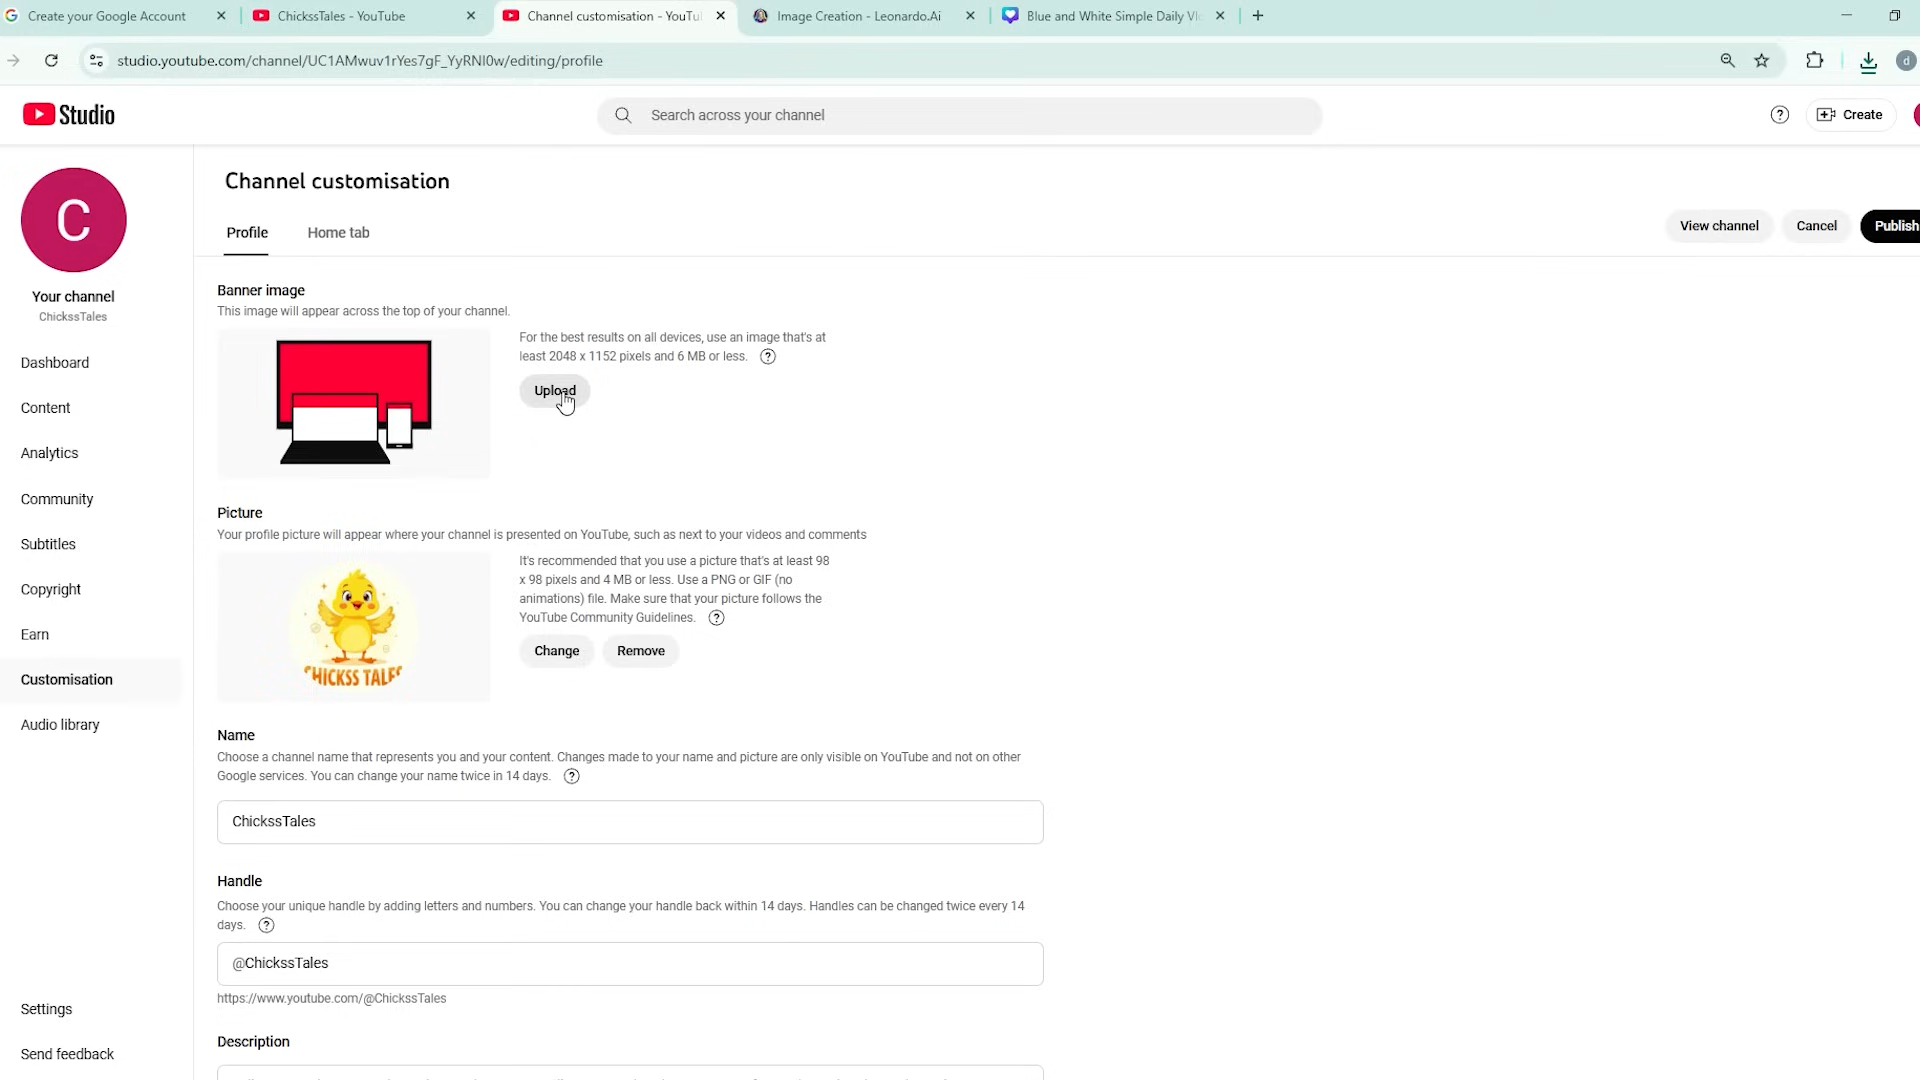 Create your Google Account
ChickssTales - YouTube
Channel customisation - YouTu
Image Creation - Leonardo.Ai
Blue and White Simple Daily Vlo
studio.youtube.com/channel/UC1AMwuv1rYes7gF_YyRNI0w/editing/profile
d
Studio
Search across your channel
Create
C
Channel customisation
Profile
Home tab
View channel
Cancel
Publish
Your channel
ChickssTales
Dashboard
Content
Analytics
Community
Subtitles
Copyright
Earn
Customisation
Audio library
Settings
Send feedback
Banner image
This image will appear across the top of your channel.
For the best results on all devices, use an image that's at
least 2048 x 1152 pixels and 6 MB or less.
Upload
Picture
Your profile picture will appear where your channel is presented on YouTube, such as next to your videos and comments
HICKSS TALE
It's recommended that you use a picture that's at least 98
x 98 pixels and 4 MB or less. Use a PNG or GIF (no
animations) file. Make sure that your picture follows the
YouTube Community Guidelines.
Change
Remove
Name
Choose a channel name that represents you and your content. Changes made to your name and picture are only visible on YouTube and not on other
Google services. You can change your name twice in 14 days.
ChickssTales
Handle
Choose your unique handle by adding letters and numbers. You can change your handle back within 14 days. Handles can be changed twice every 14
days.
@ChickssTales
https://www.youtube.com/@ChickssTales
Description